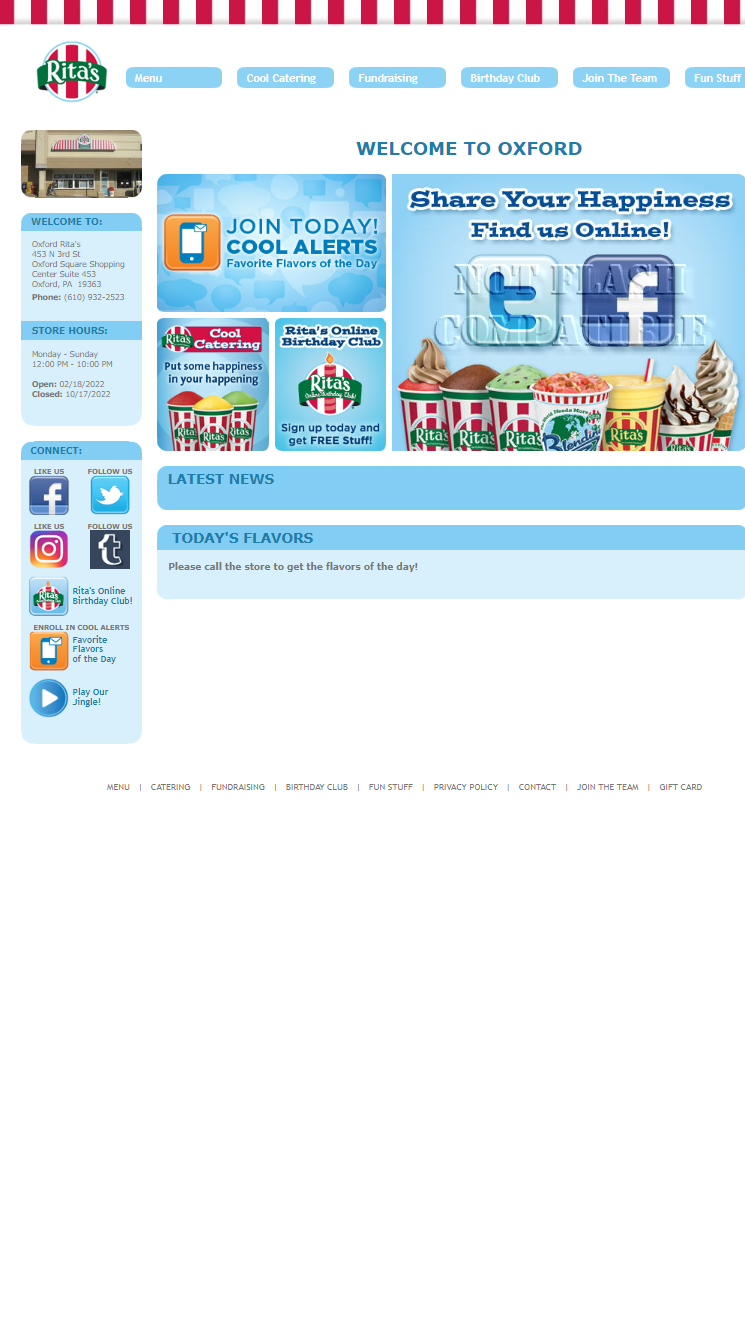 Rita's
Menu
Cool Catering
Fundraising
Birthday Club
Join The Team
Fun Stuff
WELCOME TO OXFORD
WELCOME TO:
Oxford Rita's
453 N 3rd St
Oxford Square Shopping
Center Suite 453
Oxford, PA 19363
Phone: (610) 932-2523
STORE HOURS:
Monday - Sunday
12:00 PM - 10:00 PM
Open: 02/18/2022
Closed: 10/17/2022
CONNECT:
LIKE US
FOLLOW US
LIKE US
FOLLOW US
Rita's Online
Birthday Club!
ENROLL IN COOL ALERTS
Favorite
Flavors
of the Day
Play Our
Jingle!
JOIN TODAY!
COOL ALERTS
Favorite Flavors of the Day
Rita's
Cool
Catering
Put some happiness
in your happening
Rita's
Rita's
Rita's
Rita's Online
Birthday Club
Rita's
Online Birthday Club!
Sign up today and
get FREE Stuff!
Share Your Happiness
Find us Online!
NOT FLASH
COMPATIBLE
Rita's
Rita's
Rita's
Blendini
Rita's
Rita's
LATEST NEWS
TODAY'S FLAVORS
Please call the store to get the flavors of the day!
MENU | CATERING | FUNDRAISING | BIRTHDAY CLUB | FUN STUFF | PRIVACY POLICY | CONTACT | JOIN THE TEAM | GIFT CARD